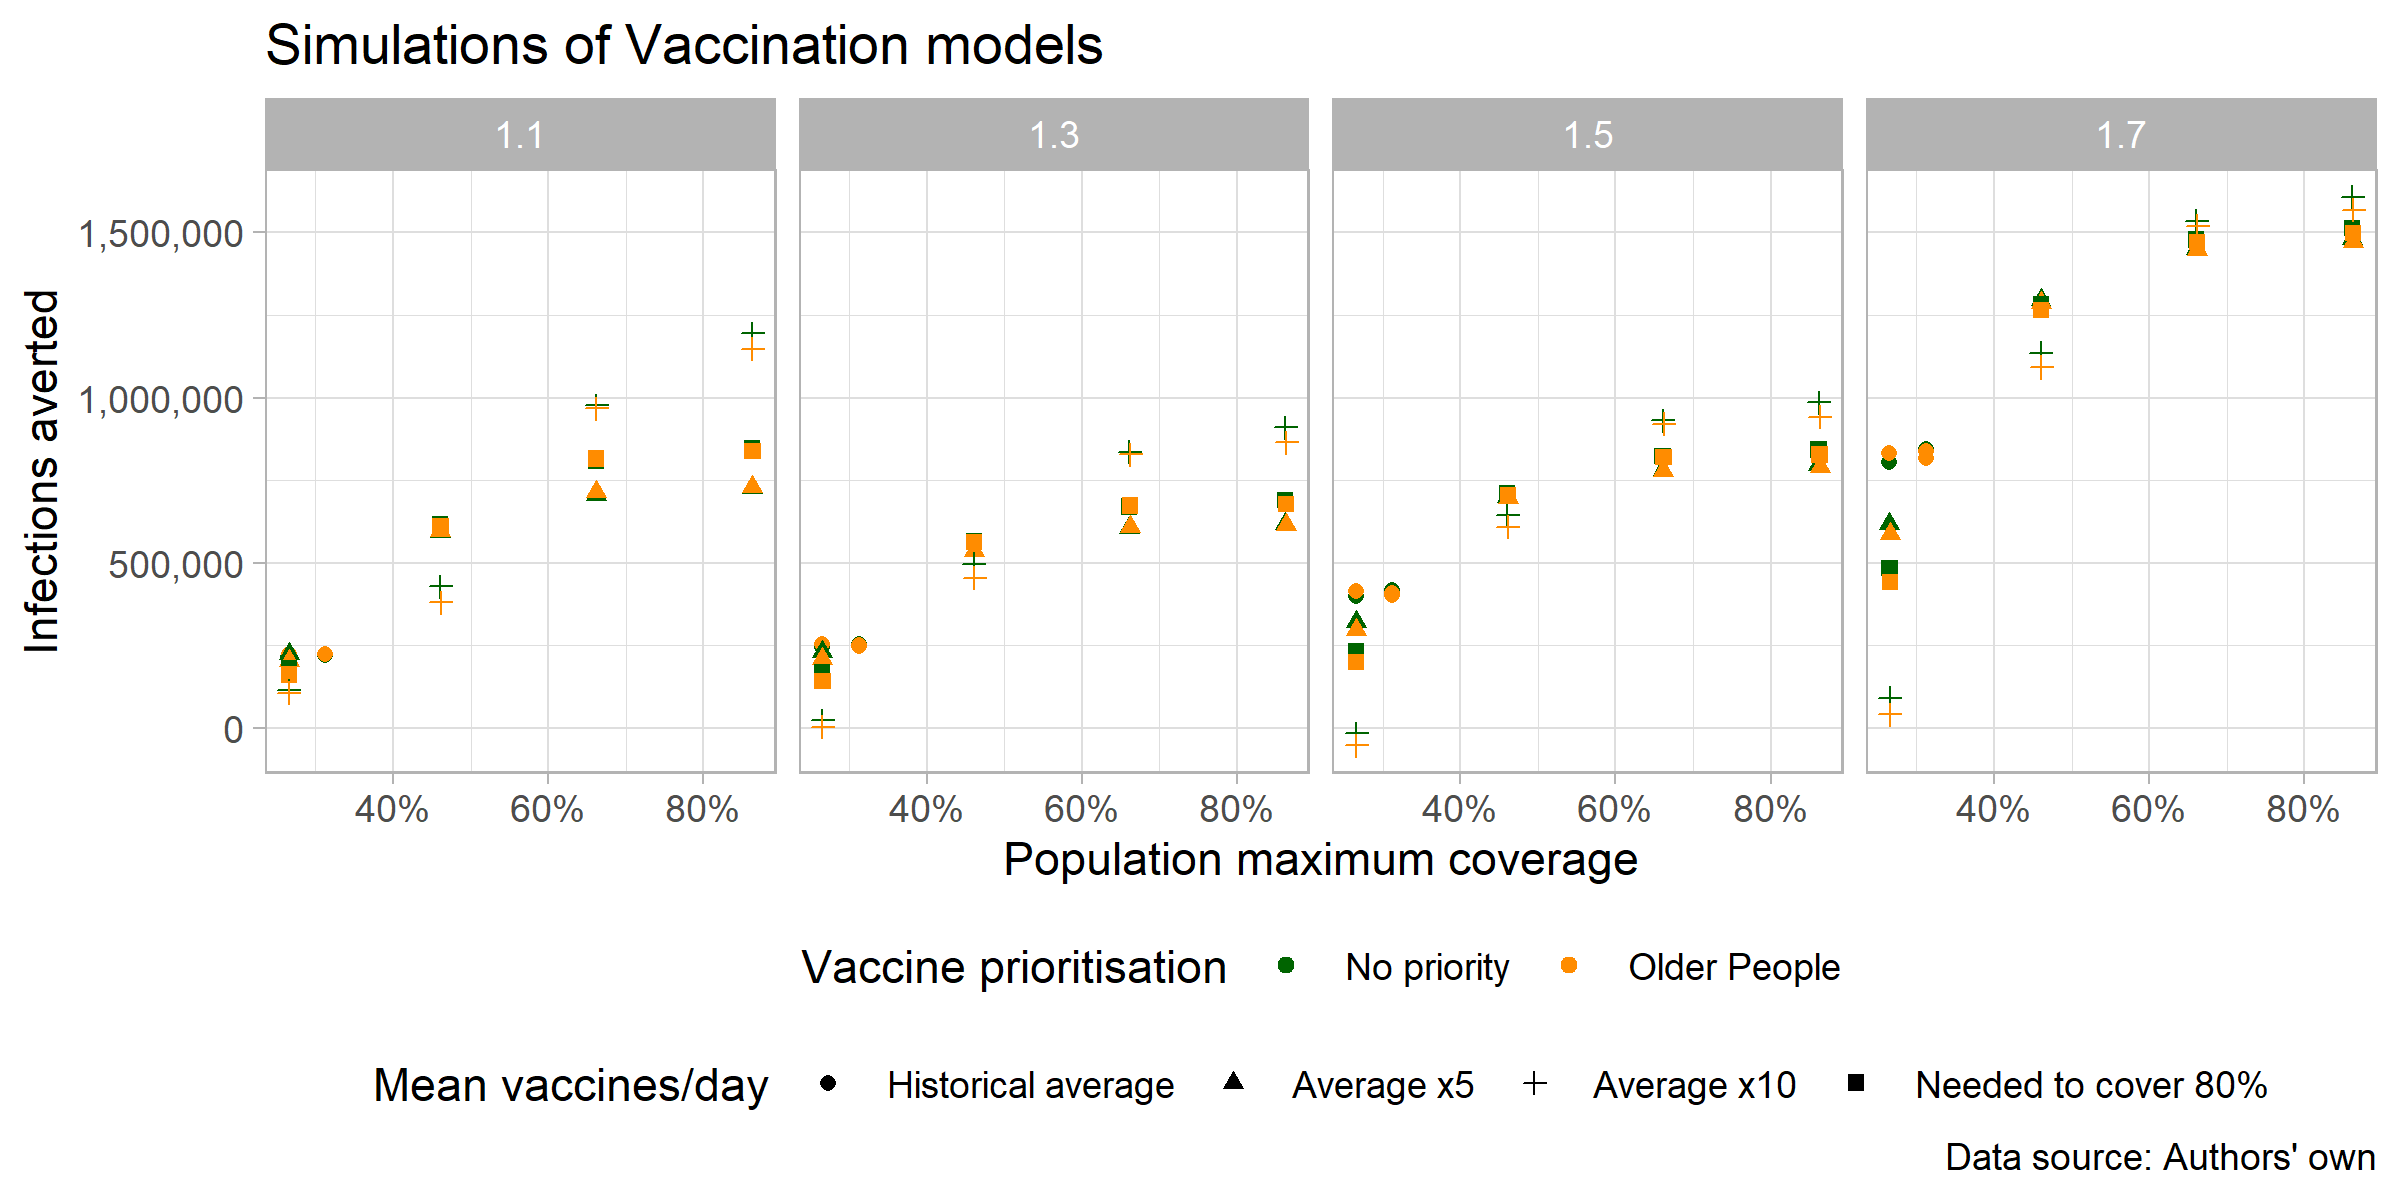 Simulations of Vaccination models
1.1 1.3 1.5 1.7
Infections averted
1,500,000
1,000,000
500,000
0
40% 60% 80% 40% 60% 80% 40% 60% 80% 40% 60% 80%
Population maximum coverage
Vaccine prioritisation No priority Older People
Mean vaccines/day Historical average Average x5 Average x10 Needed to cover 80%
Data source: Authors' own